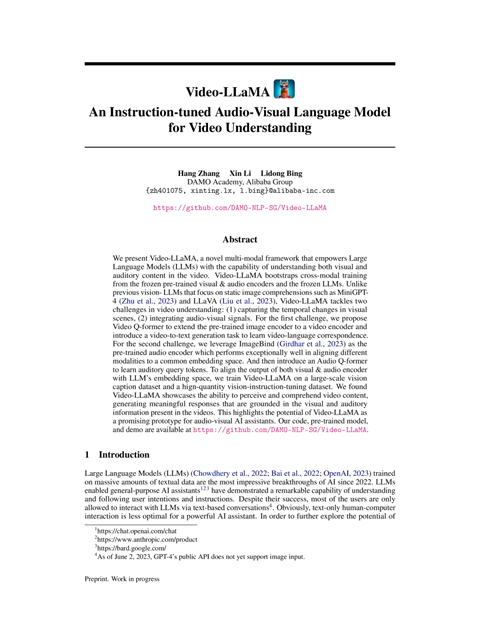 Video-LLaMA
An Instruction-tuned Audio-Visual Language Model
for Video Understanding
Hang Zhang Xin Li Lidong Bing
DAMO Academy, Alibaba Group
{zh401075, xinting.lx, l.bing}@alibaba-inc.com
https://github.com/DAMO-NLP-SG/Video-LLaMA
Abstract
We present Video-LLaMA, a novel multi-modal framework that empowers Large
Language Models (LLMs) with the capability of understanding both visual and
auditory content in the video. Video-LLaMA bootstraps cross-modal training
from the frozen pre-trained visual & audio encoders and the frozen LLMs. Unlike
previous vision- LLMs that focus on static image comprehensions such as MiniGPT-
4 (Zhu et al., 2023) and LLaVA (Liu et al., 2023), Video-LLaMA tackles two
challenges in video understanding: (1) capturing the temporal changes in visual
scenes, (2) integrating audio-visual signals. For the first challenge, we propose
Video Q-former to extend the pre-trained image encoder to a video encoder and
introduce a video-to-text generation task to learn video-language correspondence.
For the second challenge, we leverage ImageBind (Girdhar et al., 2023) as the
pre-trained audio encoder which performs exceptionally well in aligning different
modalities to a common embedding space. And then introduce an Audio Q-former
to learn auditory query tokens. To align the output of both visual & audio encoder
with LLM's embedding space, we train Video-LLaMA on a large-scale vision
caption dataset and a hign-quantity vision-instruction-tuning dataset. We found
Video-LLaMA showcases the ability to perceive and comprehend video content,
generating meaningful responses that are grounded in the visual and auditory
information present in the videos. This highlights the potential of Video-LLaMA as
a promising prototype for audio-visual AI assistants. Our code, pre-trained model,
and demo are available at https://github.com/DAMO-NLP-SG/Video-LLaMA.
1 Introduction
Large Language Models (LLMs) (Chowdhery et al., 2022; Bai et al., 2022; OpenAI, 2023) trained
on massive amounts of textual data are the most impressive breakthroughs of AI since 2022. LLMs
enabled general-purpose AI assistants¹²³ have demonstrated a remarkable capability of understanding
and following user intentions and instructions. Despite their success, most of the users are only
allowed to interact with LLMs via text-based conversations⁴. Obviously, text-only human-computer
interaction is less optimal for a powerful AI assistant. In order to further explore the potential of
¹https://chat.openai.com/chat
²https://www.anthropic.com/product
³https://bard.google.com/
⁴As of June 2, 2023, GPT-4's public API does not yet support image input.
Preprint. Work in progress